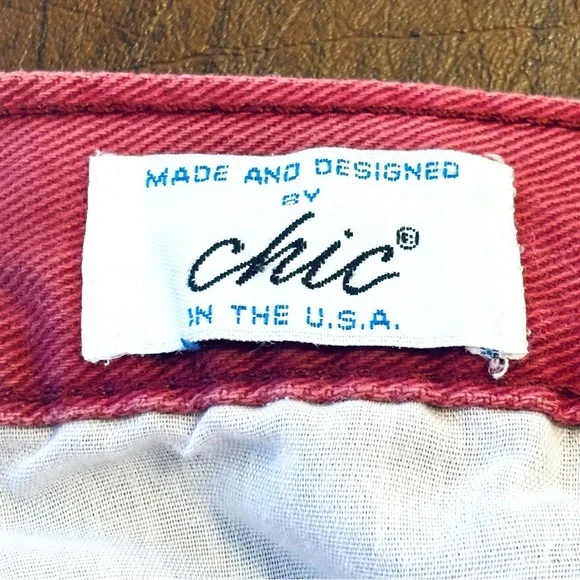 MADE AND DESIGNED
BY
chic®
IN THE U.S.A.